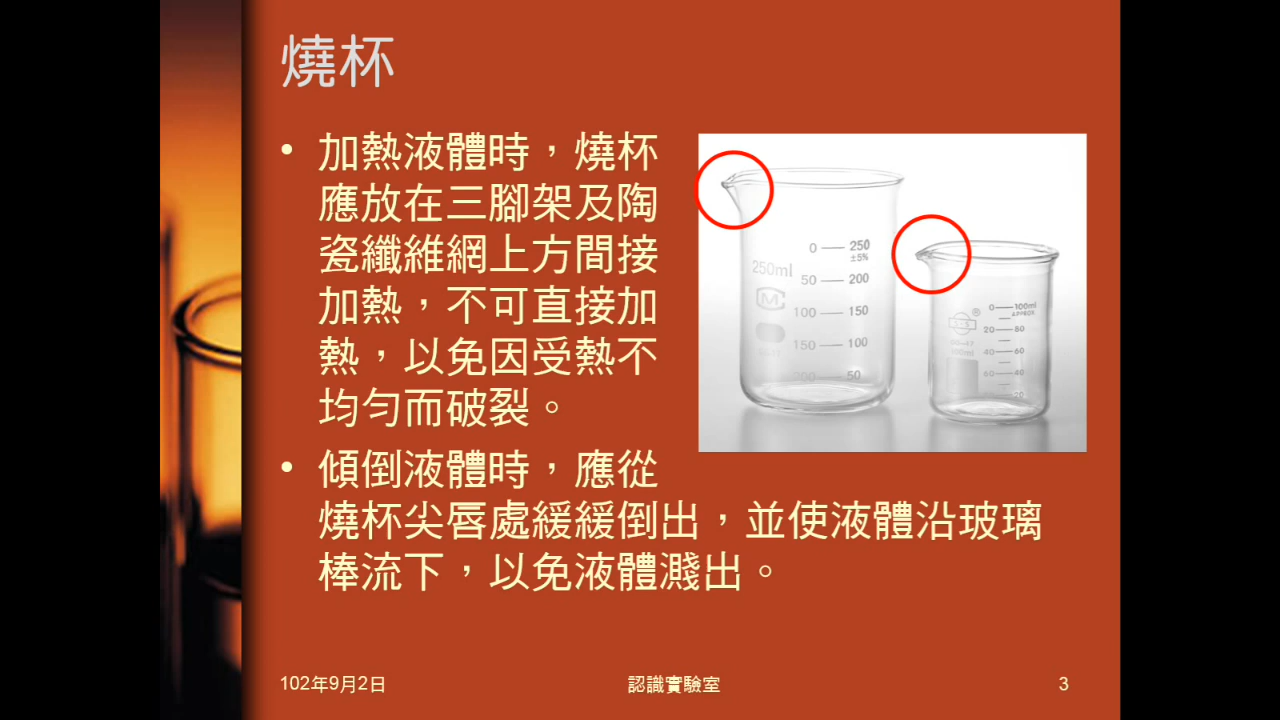 燒杯
• 加熱液體時，燒杯
應放在三腳架及陶
瓷纖維網上方間接
加熱，不可直接加
熱，以免因受熱不
均勻而破裂。
• 傾倒液體時，應從
燒杯尖唇處緩緩倒出，並使液體沿玻璃
棒流下，以免液體濺出。
250ml
0 250
±5%
50 200
100 150
150 100
50
0 100ml
APPROX
20 80
40 60
60 40
20
100ml
102年9月2日
認識實驗室
3